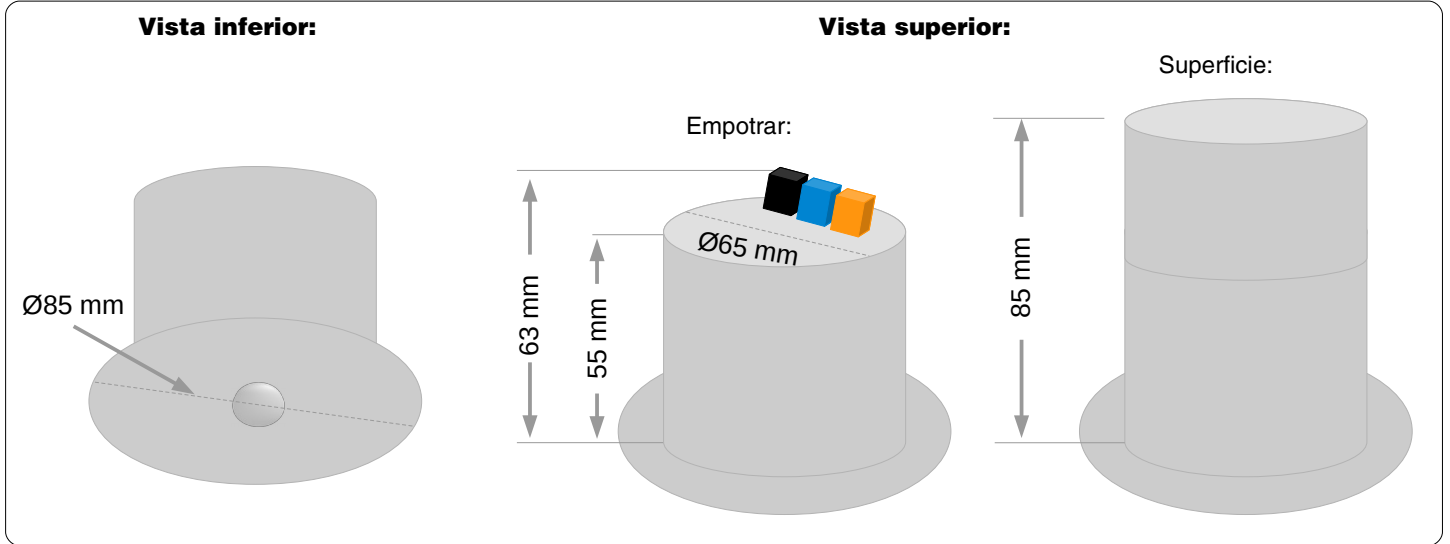 Vista inferior:
Vista superior:
Superficie:
Empotrar:
Ø85 mm
63 mm
55 mm
Ø65 mm
85 mm